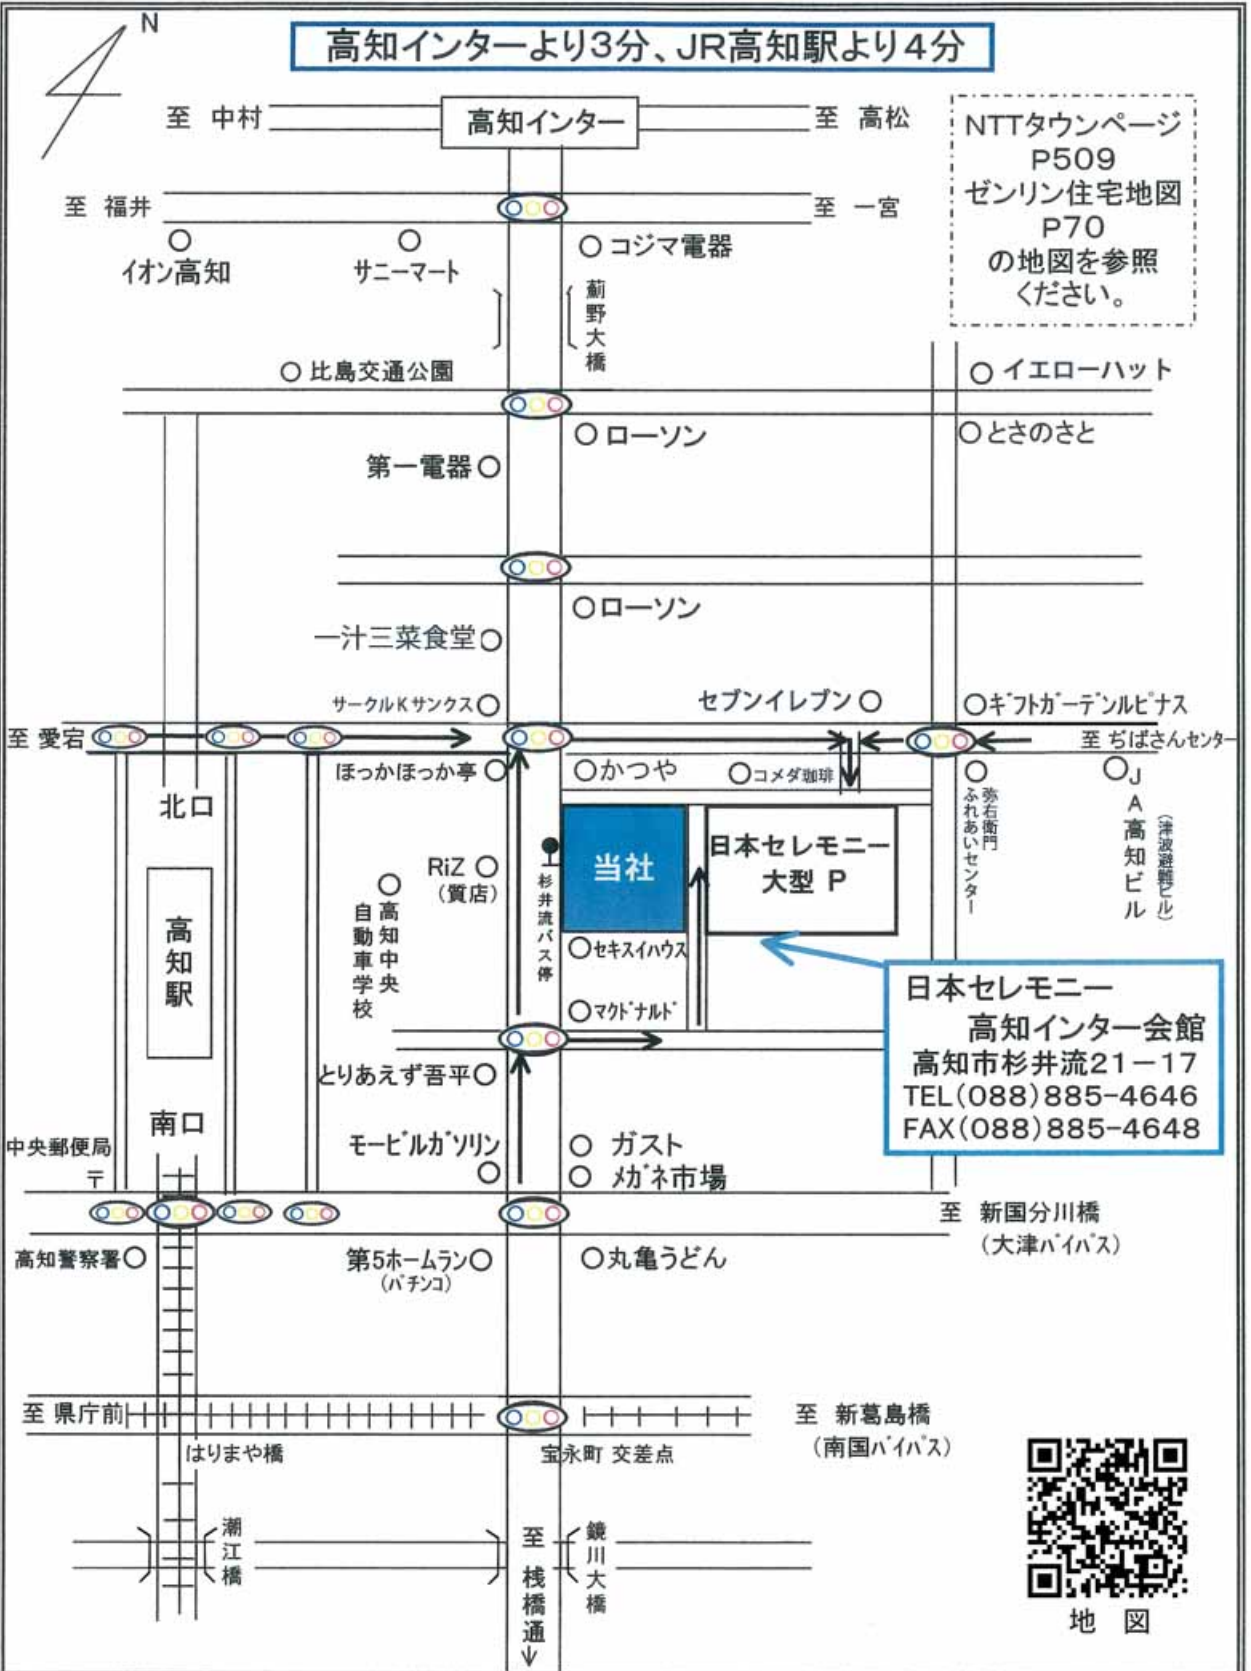 N
高知インターより3分、JR高知駅より4分
至 中村
高知インター
至 高松
NTTタウンページ
P509
ゼンリン住宅地図
P70
の地図を参照
ください。
至 福井
至 一宮
イオン高知
サニーマート
コジマ電器
薊野大橋
比島交通公園
イエローハット
ローソン
とさのさと
第一電器
ローソン
一汁三菜食堂
サークルKサンクス
セブンイレブン
ギフトガーデンルピナス
至 愛宕
至 ぢばさんセンター
ほっかほっか亭
かつや
コメダ珈琲
弥右衛門
ふれあいセンター
JA高知ビル
(津波避難ビル)
北口
高知駅
南口
RiZ
(質店)
高知中央
自動車学校
杉井流バス停
当社
日本セレモニー
大型 P
セキスイハウス
マクドナルド
日本セレモニー
高知インター会館
高知市杉井流21−17
TEL(088)885−4646
FAX(088)885−4648
とりあえず吾平
中央郵便局
〒
モービルガソリン
ガスト
メガネ市場
至 新国分川橋
(大津バイパス)
高知警察署
第5ホームラン
(パチンコ)
丸亀うどん
至 県庁前
至 新葛島橋
(南国バイパス)
はりまや橋
宝永町 交差点
潮江橋
至 桟橋通
鏡川大橋
地 図